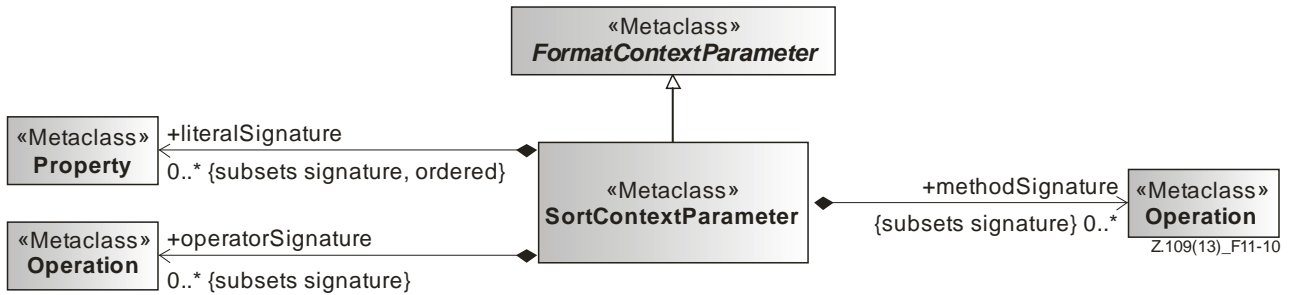 «Metaclass»
FormatContextParameter
«Metaclass»
Property
+literalSignature
0..* {subsets signature, ordered}
«Metaclass»
SortContextParameter
+methodSignature
{subsets signature} 0..*
«Metaclass»
Operation
«Metaclass»
Operation
+operatorSignature
0..* {subsets signature}
Z.109(13)_F11-10